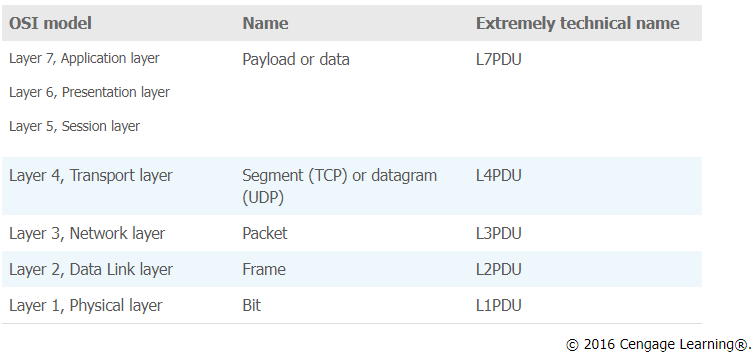 OSI model Name Extremely technical name
Layer 7, Application layer Payload or data L7PDU
Layer 6, Presentation layer
Layer 5, Session layer
Layer 4, Transport layer Segment (TCP) or datagram L4PDU
(UDP)
Layer 3, Network layer Packet L3PDU
Layer 2, Data Link layer Frame L2PDU
Layer 1, Physical layer Bit L1PDU
© 2016 Cengage Learning®.